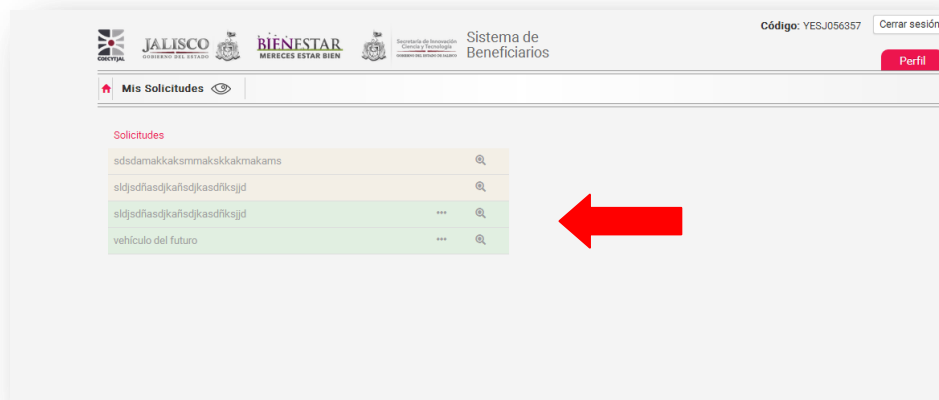 Código: YESJ056357 Cerrar sesión
COECYTJAL
JALISCO
GOBIERNO DEL ESTADO
BIENESTAR
MERECES ESTAR BIEN
Secretaría de Innovación
Ciencia y Tecnología
GOBIERNO DEL ESTADO DE JALISCO
Sistema de
Beneficiarios
Perfil
Mis Solicitudes
Solicitudes
sdsdamakkaksmmakskkakmakams
sldjsdñasdjkañsdjkasdñksjjd
sldjsdñasdjkañsdjkasdñksjjd
vehículo del futuro